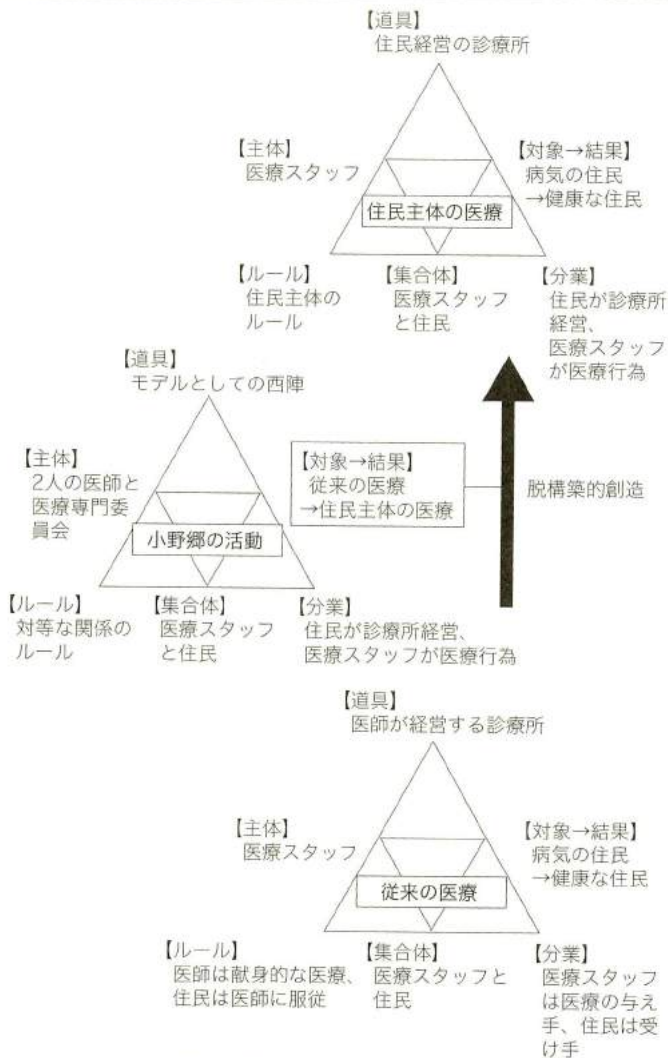 【道具】
住民経営の診療所
【主体】
医療スタッフ
【対象→結果】
病気の住民
→健康な住民
住民主体の医療
【ルール】
住民主体の
ルール
【集合体】
医療スタッフ
と住民
【分業】
住民が診療所
経営、
医療スタッフ
が医療行為
【道具】
モデルとしての西陣
【主体】
2人の医師と
医療専門委
員会
【対象→結果】
従来の医療
→住民主体の医療
脱構築的創造
小野郷の活動
【ルール】
対等な関係の
ルール
【集合体】
医療スタッフ
と住民
【分業】
住民が診療所経営、
医療スタッフが医療行為
【道具】
医師が経営する診療所
【主体】
医療スタッフ
【対象→結果】
病気の住民
→健康な住民
従来の医療
【ルール】
医師は献身的な医療、
住民は医師に服従
【集合体】
医療スタッフと
住民
【分業】
医療スタッフ
は医療の与え
手、住民は受
け手